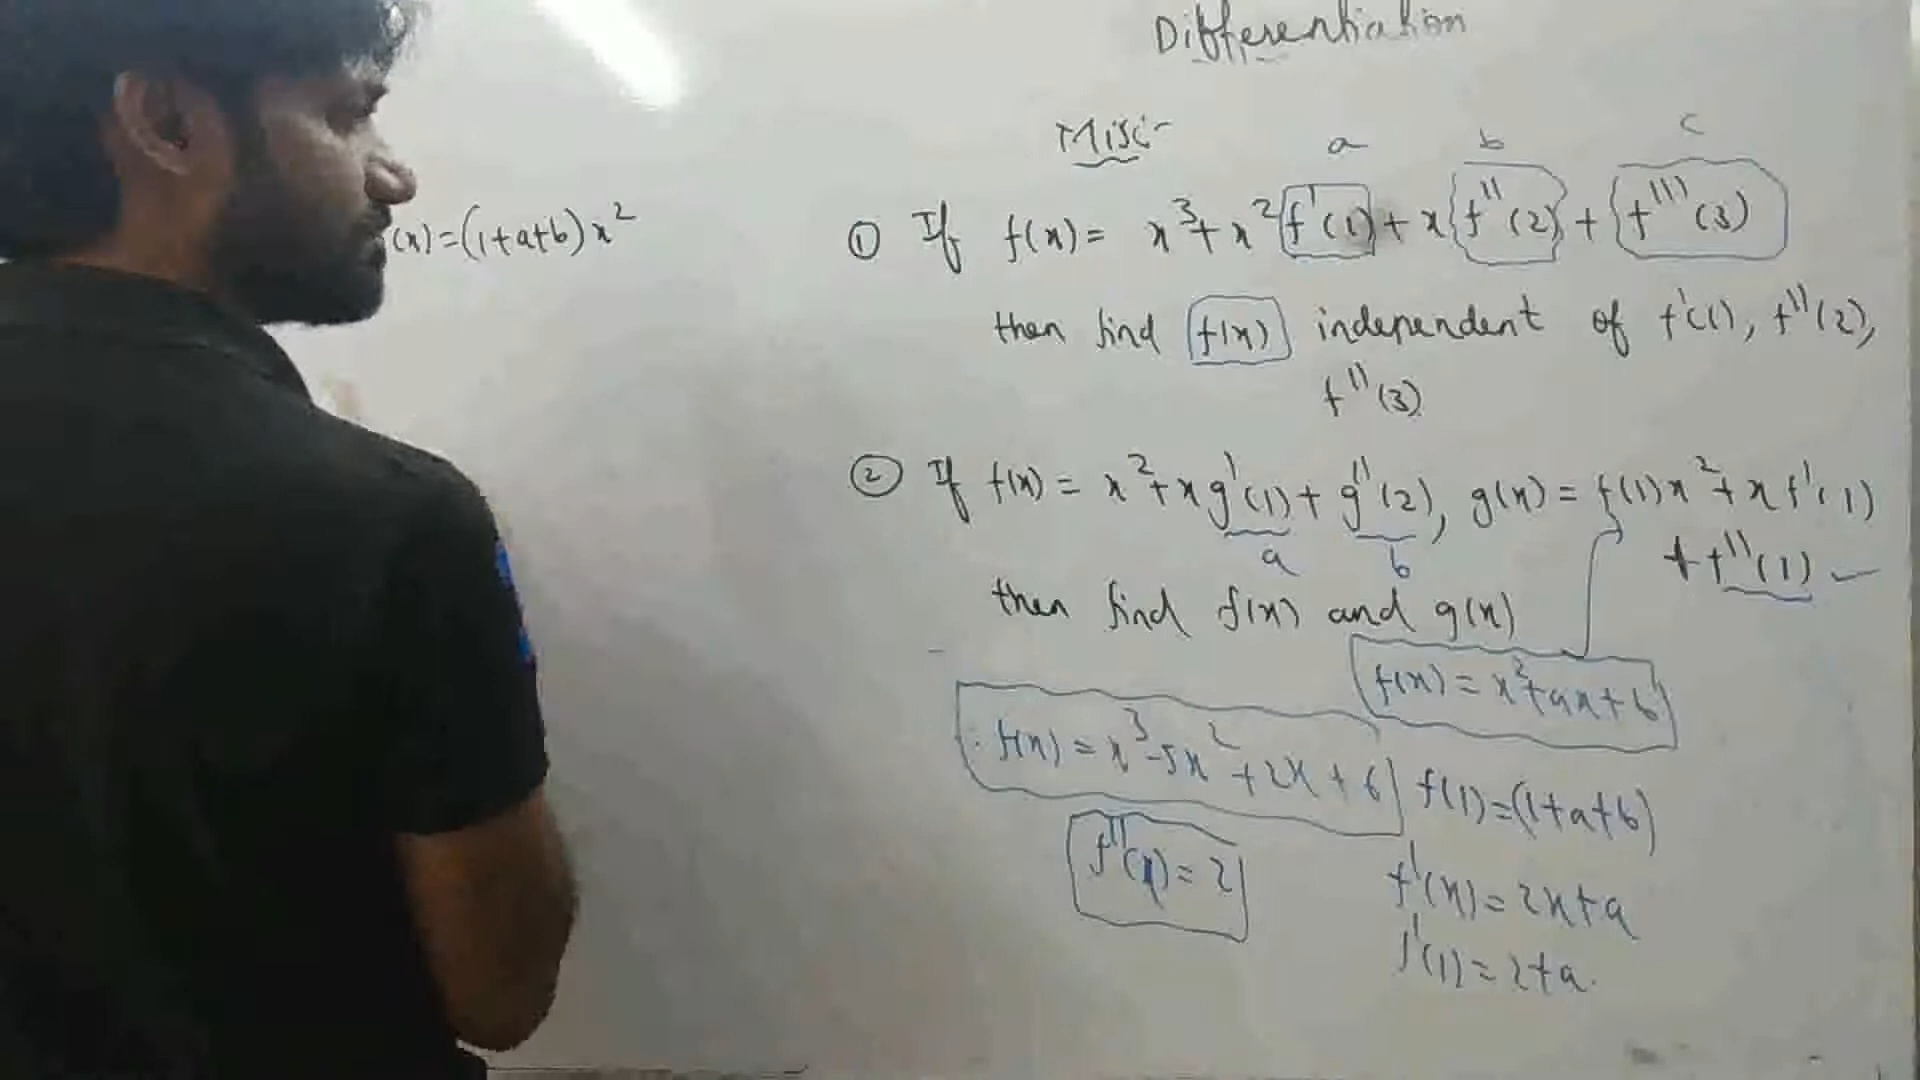 Differentiation
Misc:-
a b c
① If f(x) = x³ + x² f'(1) + x f''(2) + f'''(3)
then find f(x) independent of f'(1), f''(2),
f''(3)
② If f(x) = x² + x g'(1) + g''(2), g(x) = f(1)x² + x f'(1)
+ f''(1)
a b
then find f(x) and g(x)
f(x) = x² + ax + b
∴ f(x) = x³ - 5x² + 2x + 6
f(1) = (1+a+b)
f''(x) = 2
f'(x) = 2x + a
f'(1) = 2 + a.
(x) = (1+a+b)x²